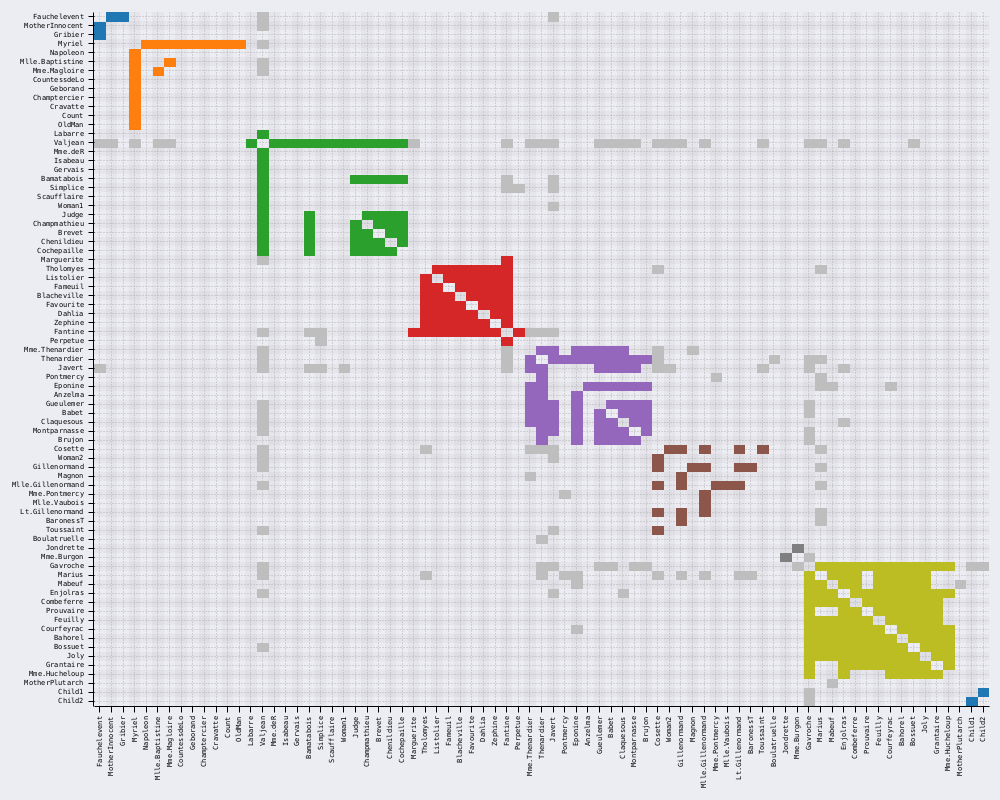 Fauchelevent
MotherInnocent
Gribier
Myriel
Napoleon
Mlle.Baptistine
Mme.Magloire
CountessdeLo
Geborand
Champtercier
Cravatte
Count
OldMan
Labarre
Valjean
Mme.deR
Isabeau
Gervais
Bamatabois
Simplice
Scaufflaire
Woman1
Judge
Champmathieu
Brevet
Chenildieu
Cochepaille
Marguerite
Tholomyes
Listolier
Fameuil
Blacheville
Favourite
Dahlia
Zephine
Fantine
Perpetue
Mme.Thenardier
Thenardier
Javert
Pontmercy
Eponine
Anzelma
Gueulemer
Babet
Claquesous
Montparnasse
Brujon
Cosette
Woman2
Gillenormand
Magnon
Mlle.Gillenormand
Mme.Pontmercy
Mlle.Vaubois
Lt.Gillenormand
BaronessT
Toussaint
Boulatruelle
Jondrette
Mme.Burgon
Gavroche
Marius
Mabeuf
Enjolras
Combeferre
Prouvaire
Feuilly
Courfeyrac
Bahorel
Bossuet
Joly
Grantaire
Mme.Hucheloup
MotherPlutarch
Child1
Child2
Fauchelevent
MotherInnocent
Gribier
Myriel
Napoleon
Mlle.Baptistine
Mme.Magloire
CountessdeLo
Geborand
Champtercier
Cravatte
Count
OldMan
Labarre
Valjean
Mme.deR
Isabeau
Gervais
Bamatabois
Simplice
Scaufflaire
Woman1
Judge
Champmathieu
Brevet
Chenildieu
Cochepaille
Marguerite
Tholomyes
Listolier
Fameuil
Blacheville
Favourite
Dahlia
Zephine
Fantine
Perpetue
Mme.Thenardier
Thenardier
Javert
Pontmercy
Eponine
Anzelma
Gueulemer
Babet
Claquesous
Montparnasse
Brujon
Cosette
Woman2
Gillenormand
Magnon
Mlle.Gillenormand
Mme.Pontmercy
Mlle.Vaubois
Lt.Gillenormand
BaronessT
Toussaint
Boulatruelle
Jondrette
Mme.Burgon
Gavroche
Marius
Mabeuf
Enjolras
Combeferre
Prouvaire
Feuilly
Courfeyrac
Bahorel
Bossuet
Joly
Grantaire
Mme.Hucheloup
MotherPlutarch
Child1
Child2